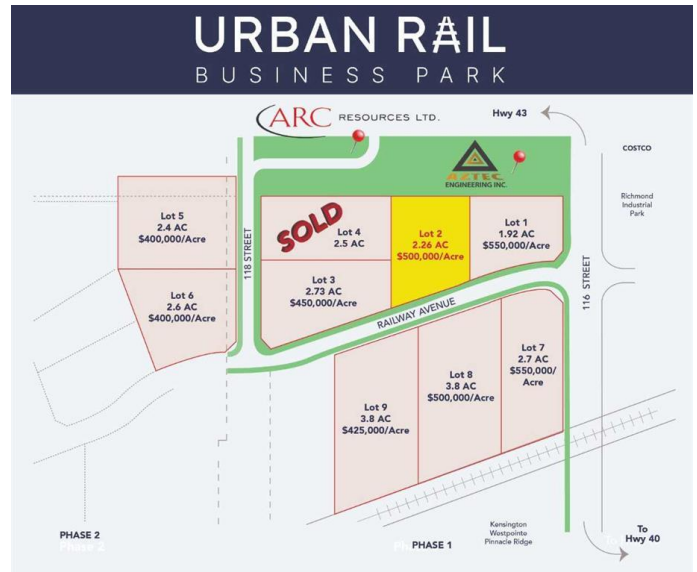 URBAN RAIL
BUSINESS PARK
ARC RESOURCES LTD.
Hwy 43
COSTCO
AZTEC
ENGINEERING INC.
Richmond
Industrial
Park
Lot 5
2.4 AC
$400,000/Acre
118 STREET
SOLD
Lot 4
2.5 AC
Lot 2
2.26 AC
$500,000/Acre
Lot 1
1.92 AC
$550,000/Acre
Lot 6
2.6 AC
$400,000/Acre
Lot 3
2.73 AC
$450,000/Acre
116 STREET
RAILWAY AVENUE
Lot 7
2.7 AC
$550,000/
Acre
Lot 8
3.8 AC
$500,000/Acre
Lot 9
3.8 AC
$425,000/Acre
PHASE 2
Phase 2
PHASE 1
Kensington
Westpointe
Pinnacle Ridge
To
Hwy 40